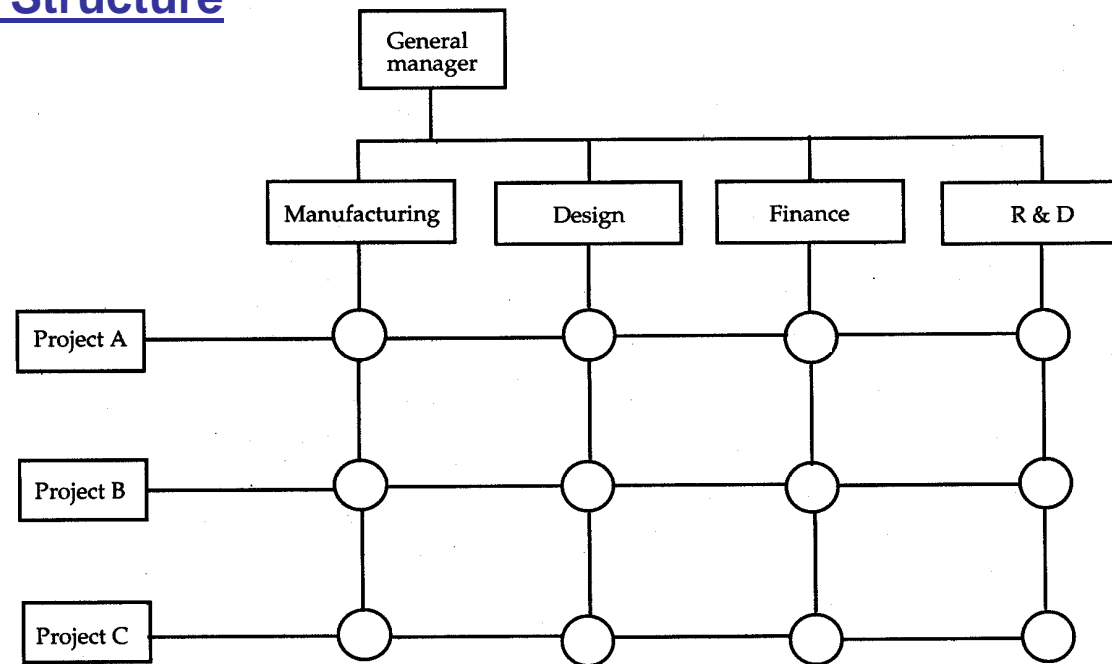 Structure
General
manager
Manufacturing
Design
Finance
R & D
Project A
Project B
Project C